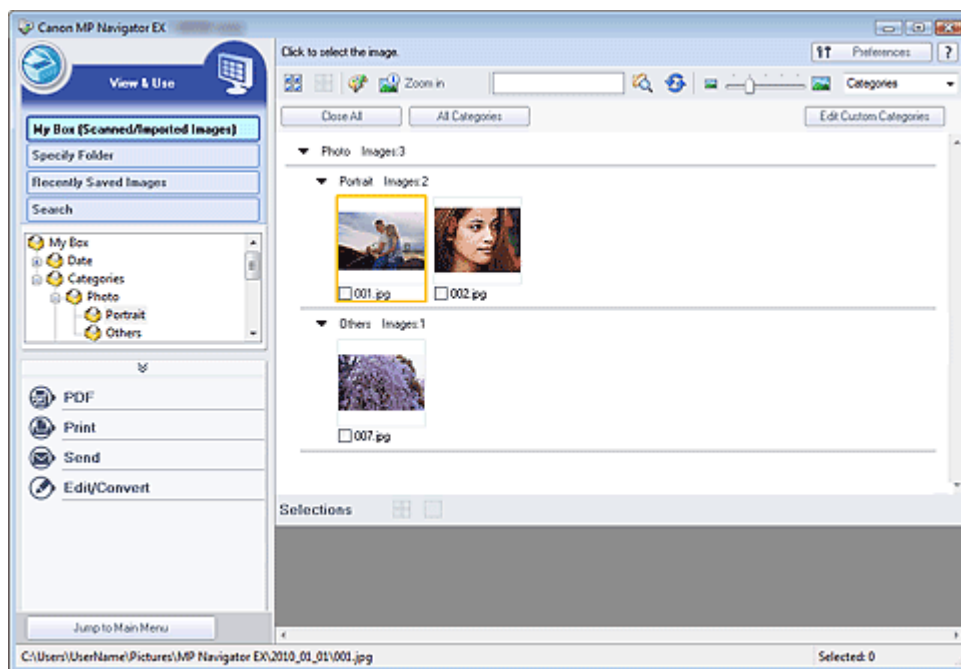 Canon MP Navigator EX
View & Use
My Box (Scanned/Imported Images)
Specify Folder
Recently Saved Images
Search
My Box
Date
Categories
Photo
Portrait
Others
PDF
Print
Send
Edit/Convert
Jump to Main Menu
Click to select the image.
Preferences
?
Zoom in
Categories
Close All
All Categories
Edit Custom Categories
Photo Images:3
Portrait Images:2
001.jpg
002.jpg
Others Images:1
007.jpg
Selections
C:\Users\UserName\Pictures\MP Navigator EX\2010_01_01\001.jpg
Selected: 0